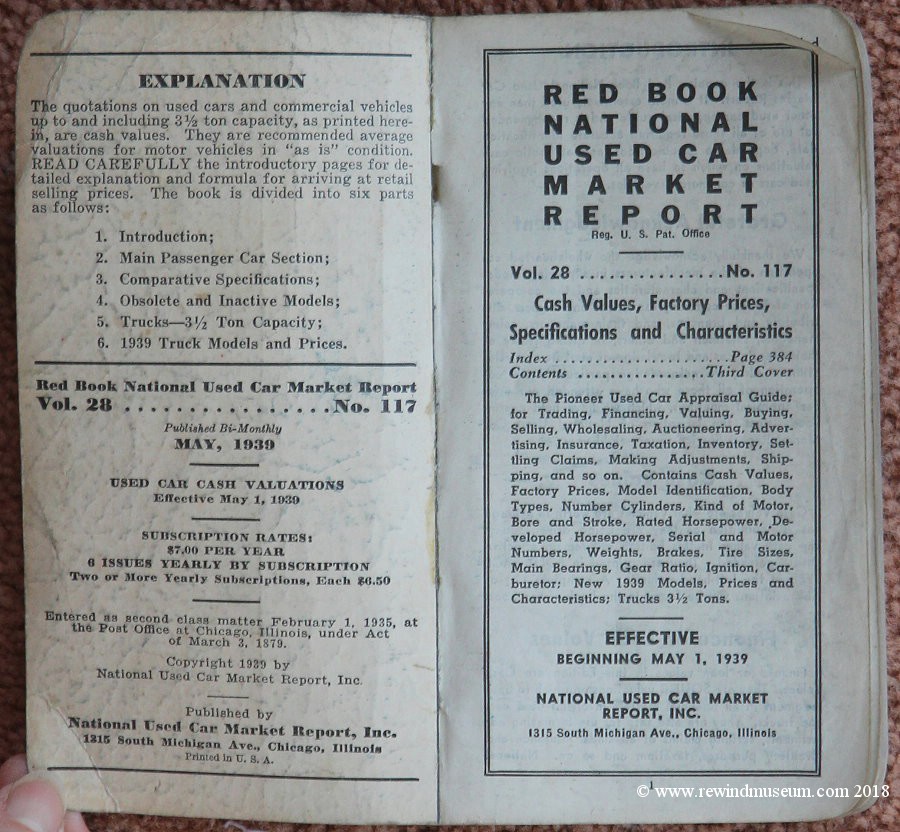 EXPLANATION
The quotations on used cars and commercial vehicles
up to and including 3½ ton capacity, as printed here-
in, are cash values. They are recommended average
valuations for motor vehicles in "as is" condition.
READ CAREFULLY the introductory pages for de-
tailed explanation and formula for arriving at retail
selling prices. The book is divided into six parts
as follows:
1. Introduction;
2. Main Passenger Car Section;
3. Comparative Specifications;
4. Obsolete and Inactive Models;
5. Trucks—3½ Ton Capacity;
6. 1939 Truck Models and Prices.
Red Book National Used Car Market Report
Vol. 28 ................. No. 117
Published Bi-Monthly
MAY, 1939
USED CAR CASH VALUATIONS
Effective May 1, 1939
SUBSCRIPTION RATES:
$7.00 PER YEAR
6 ISSUES YEARLY BY SUBSCRIPTION
Two or More Yearly Subscriptions, Each $6.50
Entered as second class matter February 1, 1935, at
the Post Office at Chicago, Illinois, under Act
of March 3, 1879.
Copyright 1939 by
National Used Car Market Report, Inc.
Published by
National Used Car Market Report, Inc.
1315 South Michigan Ave., Chicago, Illinois
Printed in U. S. A.
RED BOOK
NATIONAL
USED CAR
MARKET
REPORT
Reg. U. S. Pat. Office
Vol. 28 ............... No. 117
Cash Values, Factory Prices,
Specifications and Characteristics
Index ...................... Page 384
Contents ................ Third Cover
The Pioneer Used Car Appraisal Guide;
for Trading, Financing, Valuing, Buying,
Selling, Wholesaling, Auctioneering, Adver-
tising, Insurance, Taxation, Inventory, Set-
tling Claims, Making Adjustments, Ship-
ping, and so on. Contains Cash Values,
Factory Prices, Model Identification, Body
Types, Number Cylinders, Kind of Motor,
Bore and Stroke, Rated Horsepower, De-
veloped Horsepower, Serial and Motor
Numbers, Weights, Brakes, Tire Sizes,
Main Bearings, Gear Ratio, Ignition, Car-
buretor; New 1939 Models, Prices and
Characteristics; Trucks 3½ Tons.
EFFECTIVE
BEGINNING MAY 1, 1939
NATIONAL USED CAR MARKET
REPORT, INC.
1315 South Michigan Ave., Chicago, Illinois
1
© www.rewindmuseum.com 2018